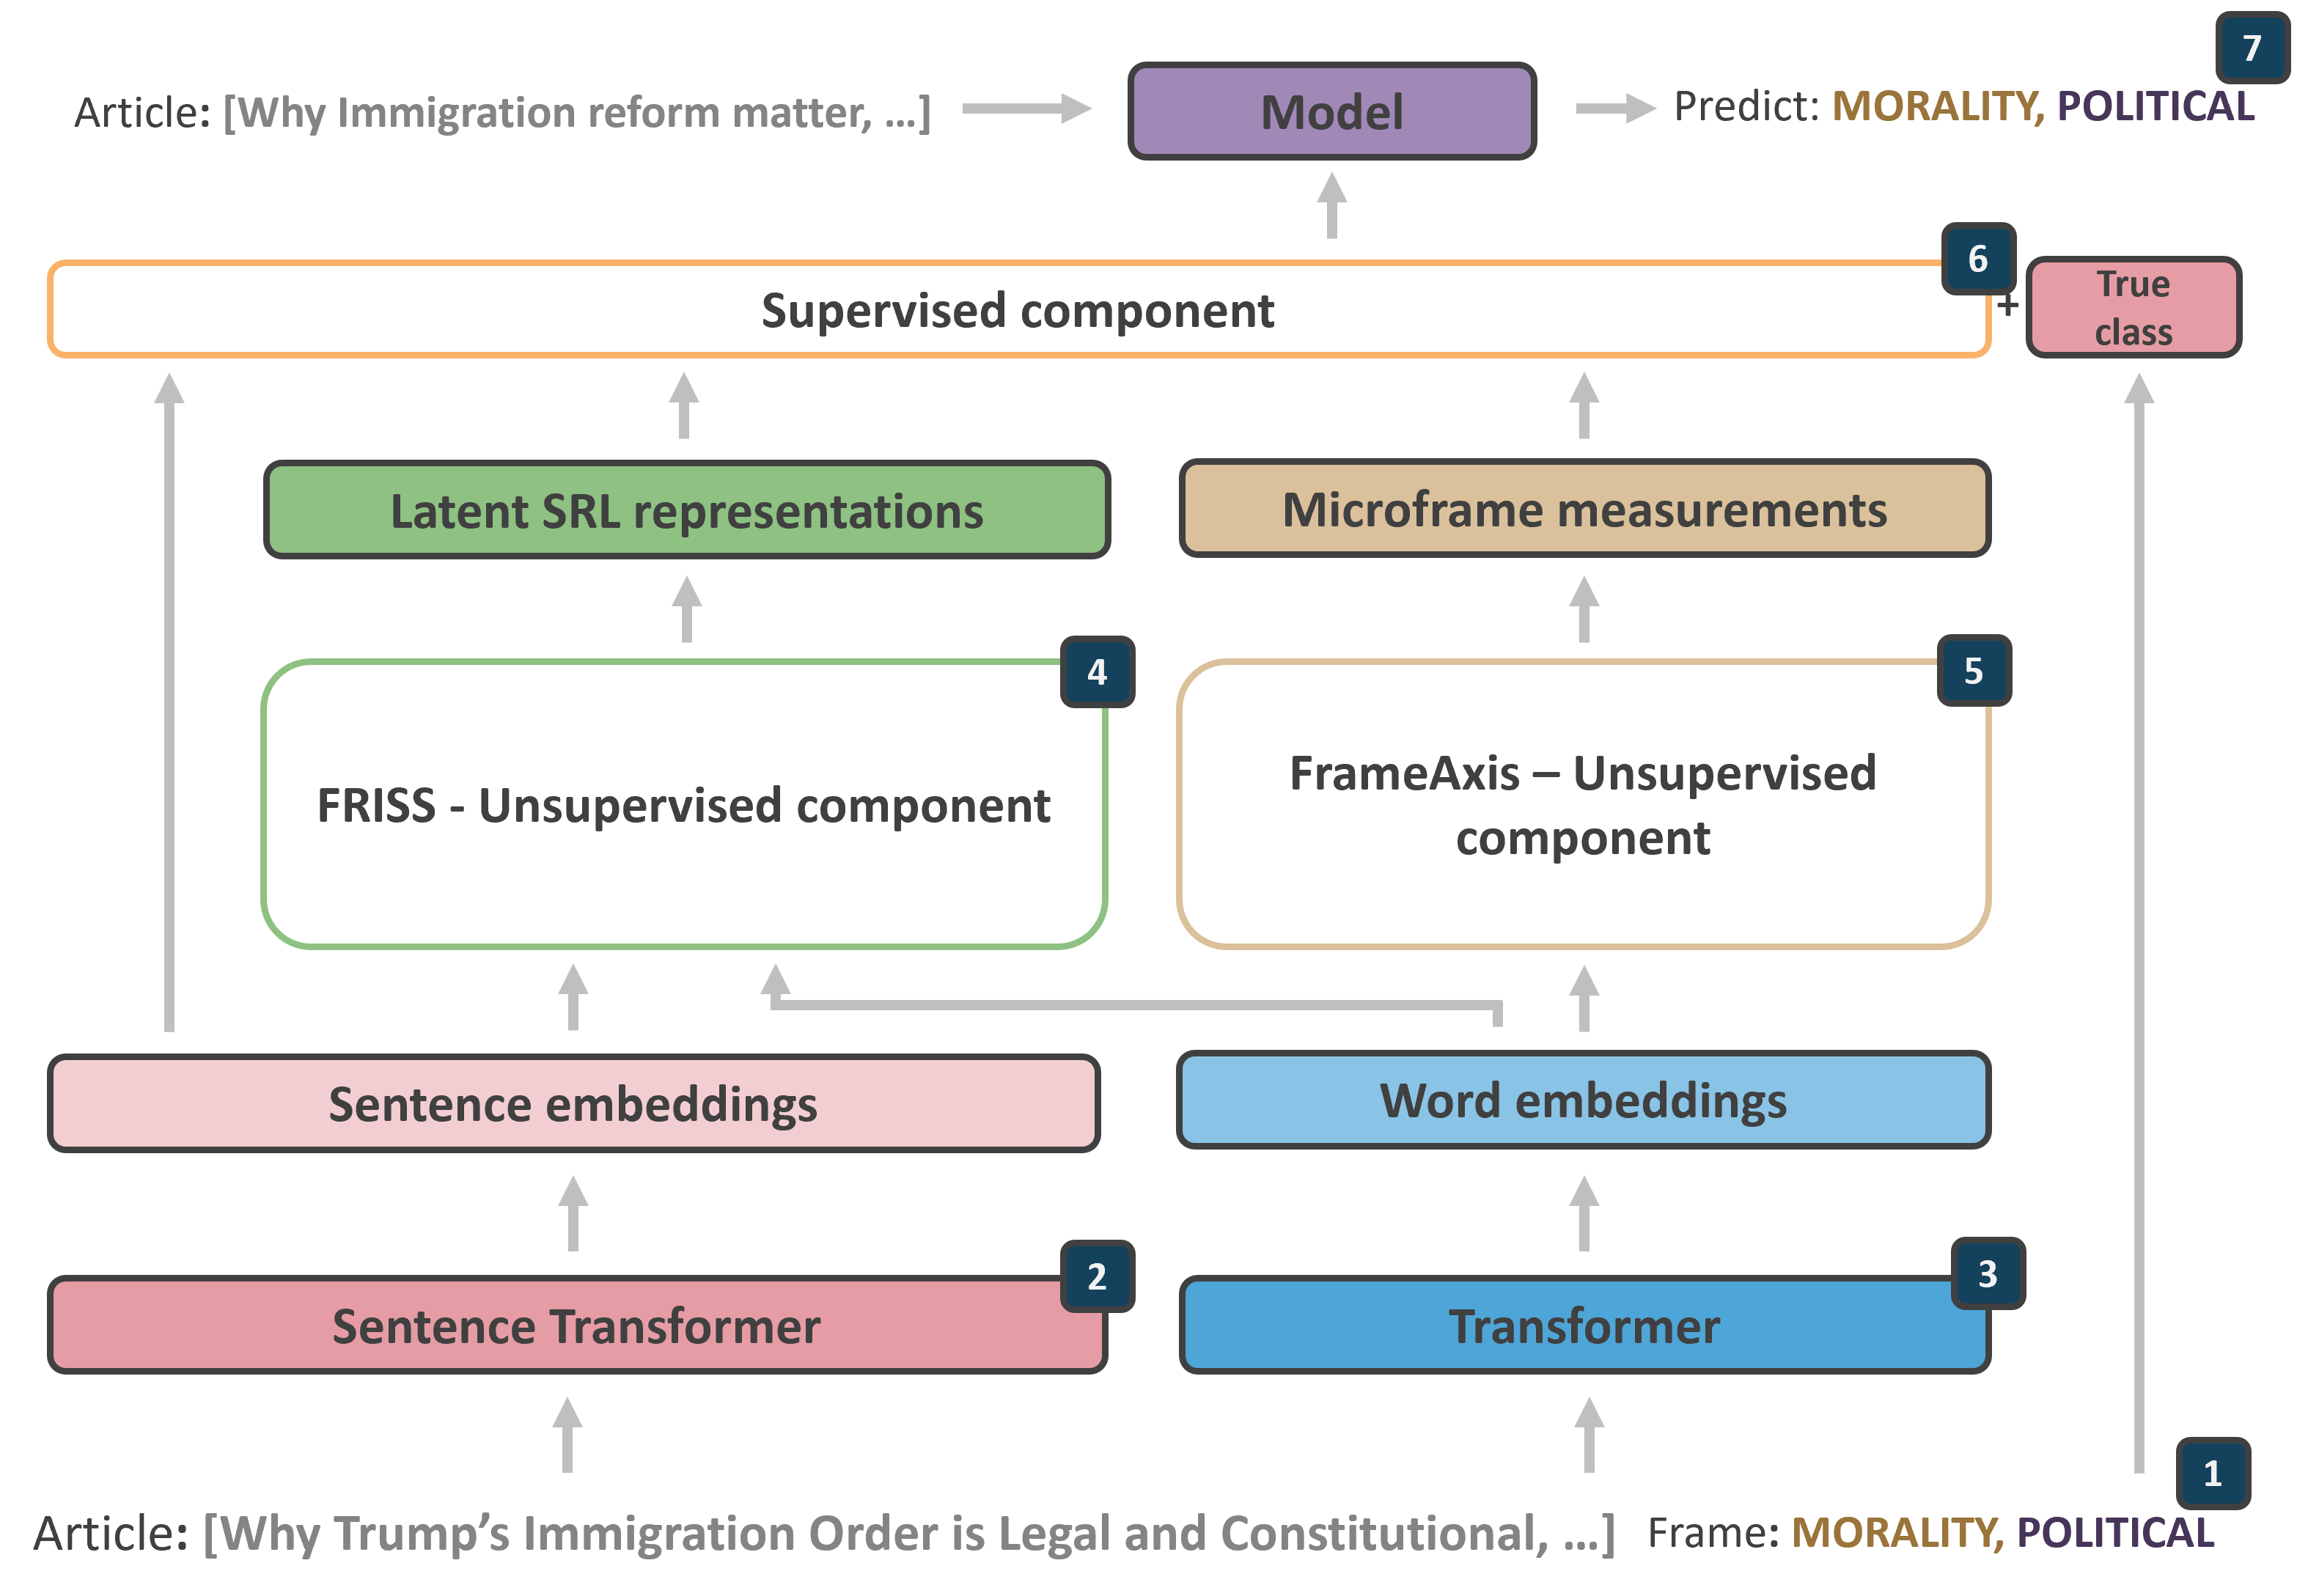 7
Article: [Why Immigration reform matter, ...]
Model
Predict: MORALITY, POLITICAL
6
Supervised component
+
True
class
Latent SRL representations
Microframe measurements
4
5
FRISS - Unsupervised component
FrameAxis – Unsupervised
component
Sentence embeddings
Word embeddings
2
3
Sentence Transformer
Transformer
1
Article: [Why Trump’s Immigration Order is Legal and Constitutional, ...]
Frame: MORALITY, POLITICAL